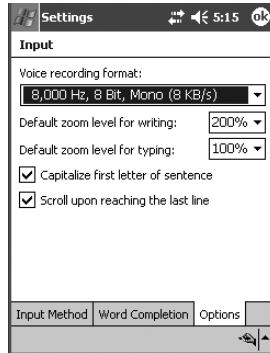 Settings 5:15 ok
Input
Voice recording format:
8,000 Hz, 8 Bit, Mono (8 KB/s)
Default zoom level for writing: 200%
Default zoom level for typing: 100%
Capitalize first letter of sentence
Scroll upon reaching the last line
Input Method Word Completion Options